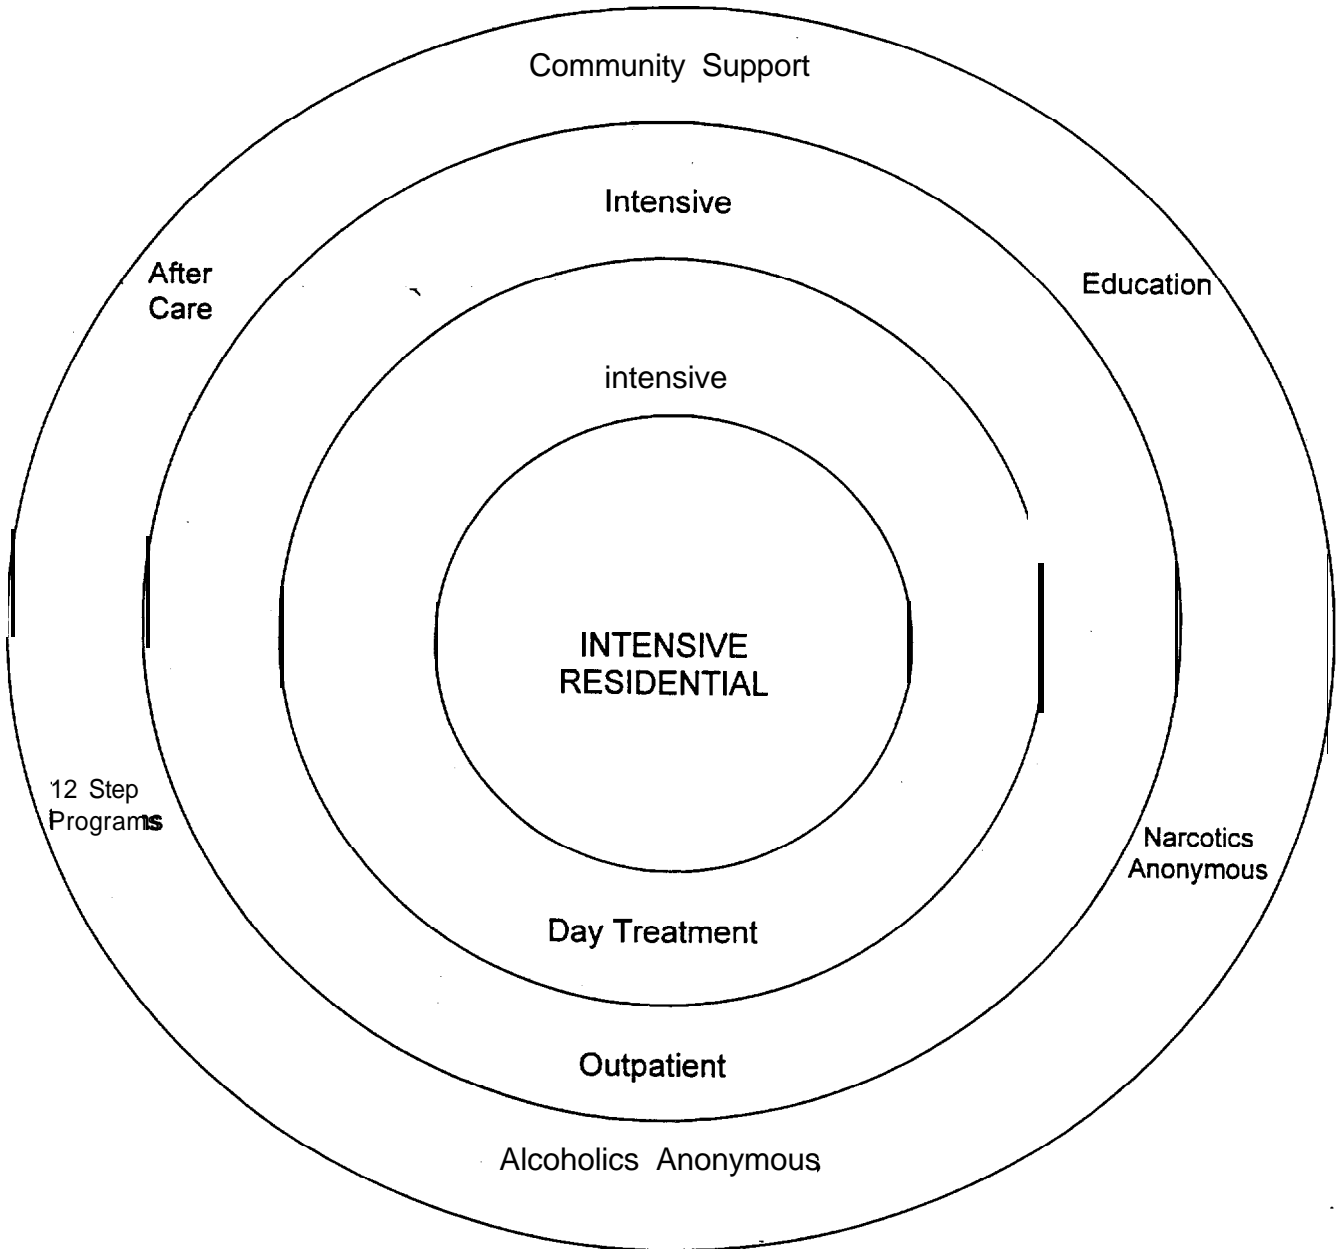 Community Support
Intensive
After
Care
Education
intensive
INTENSIVE
RESIDENTIAL
12 Step
Programs
Narcotics
Anonymous
Day Treatment
Outpatient
Alcoholics Anonymous